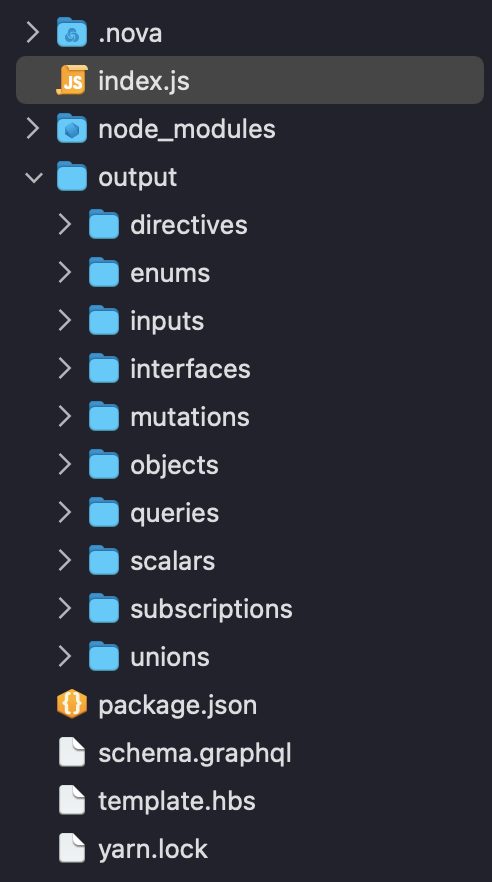 .nova
index.js
node_modules
output
directives
enums
inputs
interfaces
mutations
objects
queries
scalars
subscriptions
unions
package.json
schema.graphql
template.hbs
yarn.lock